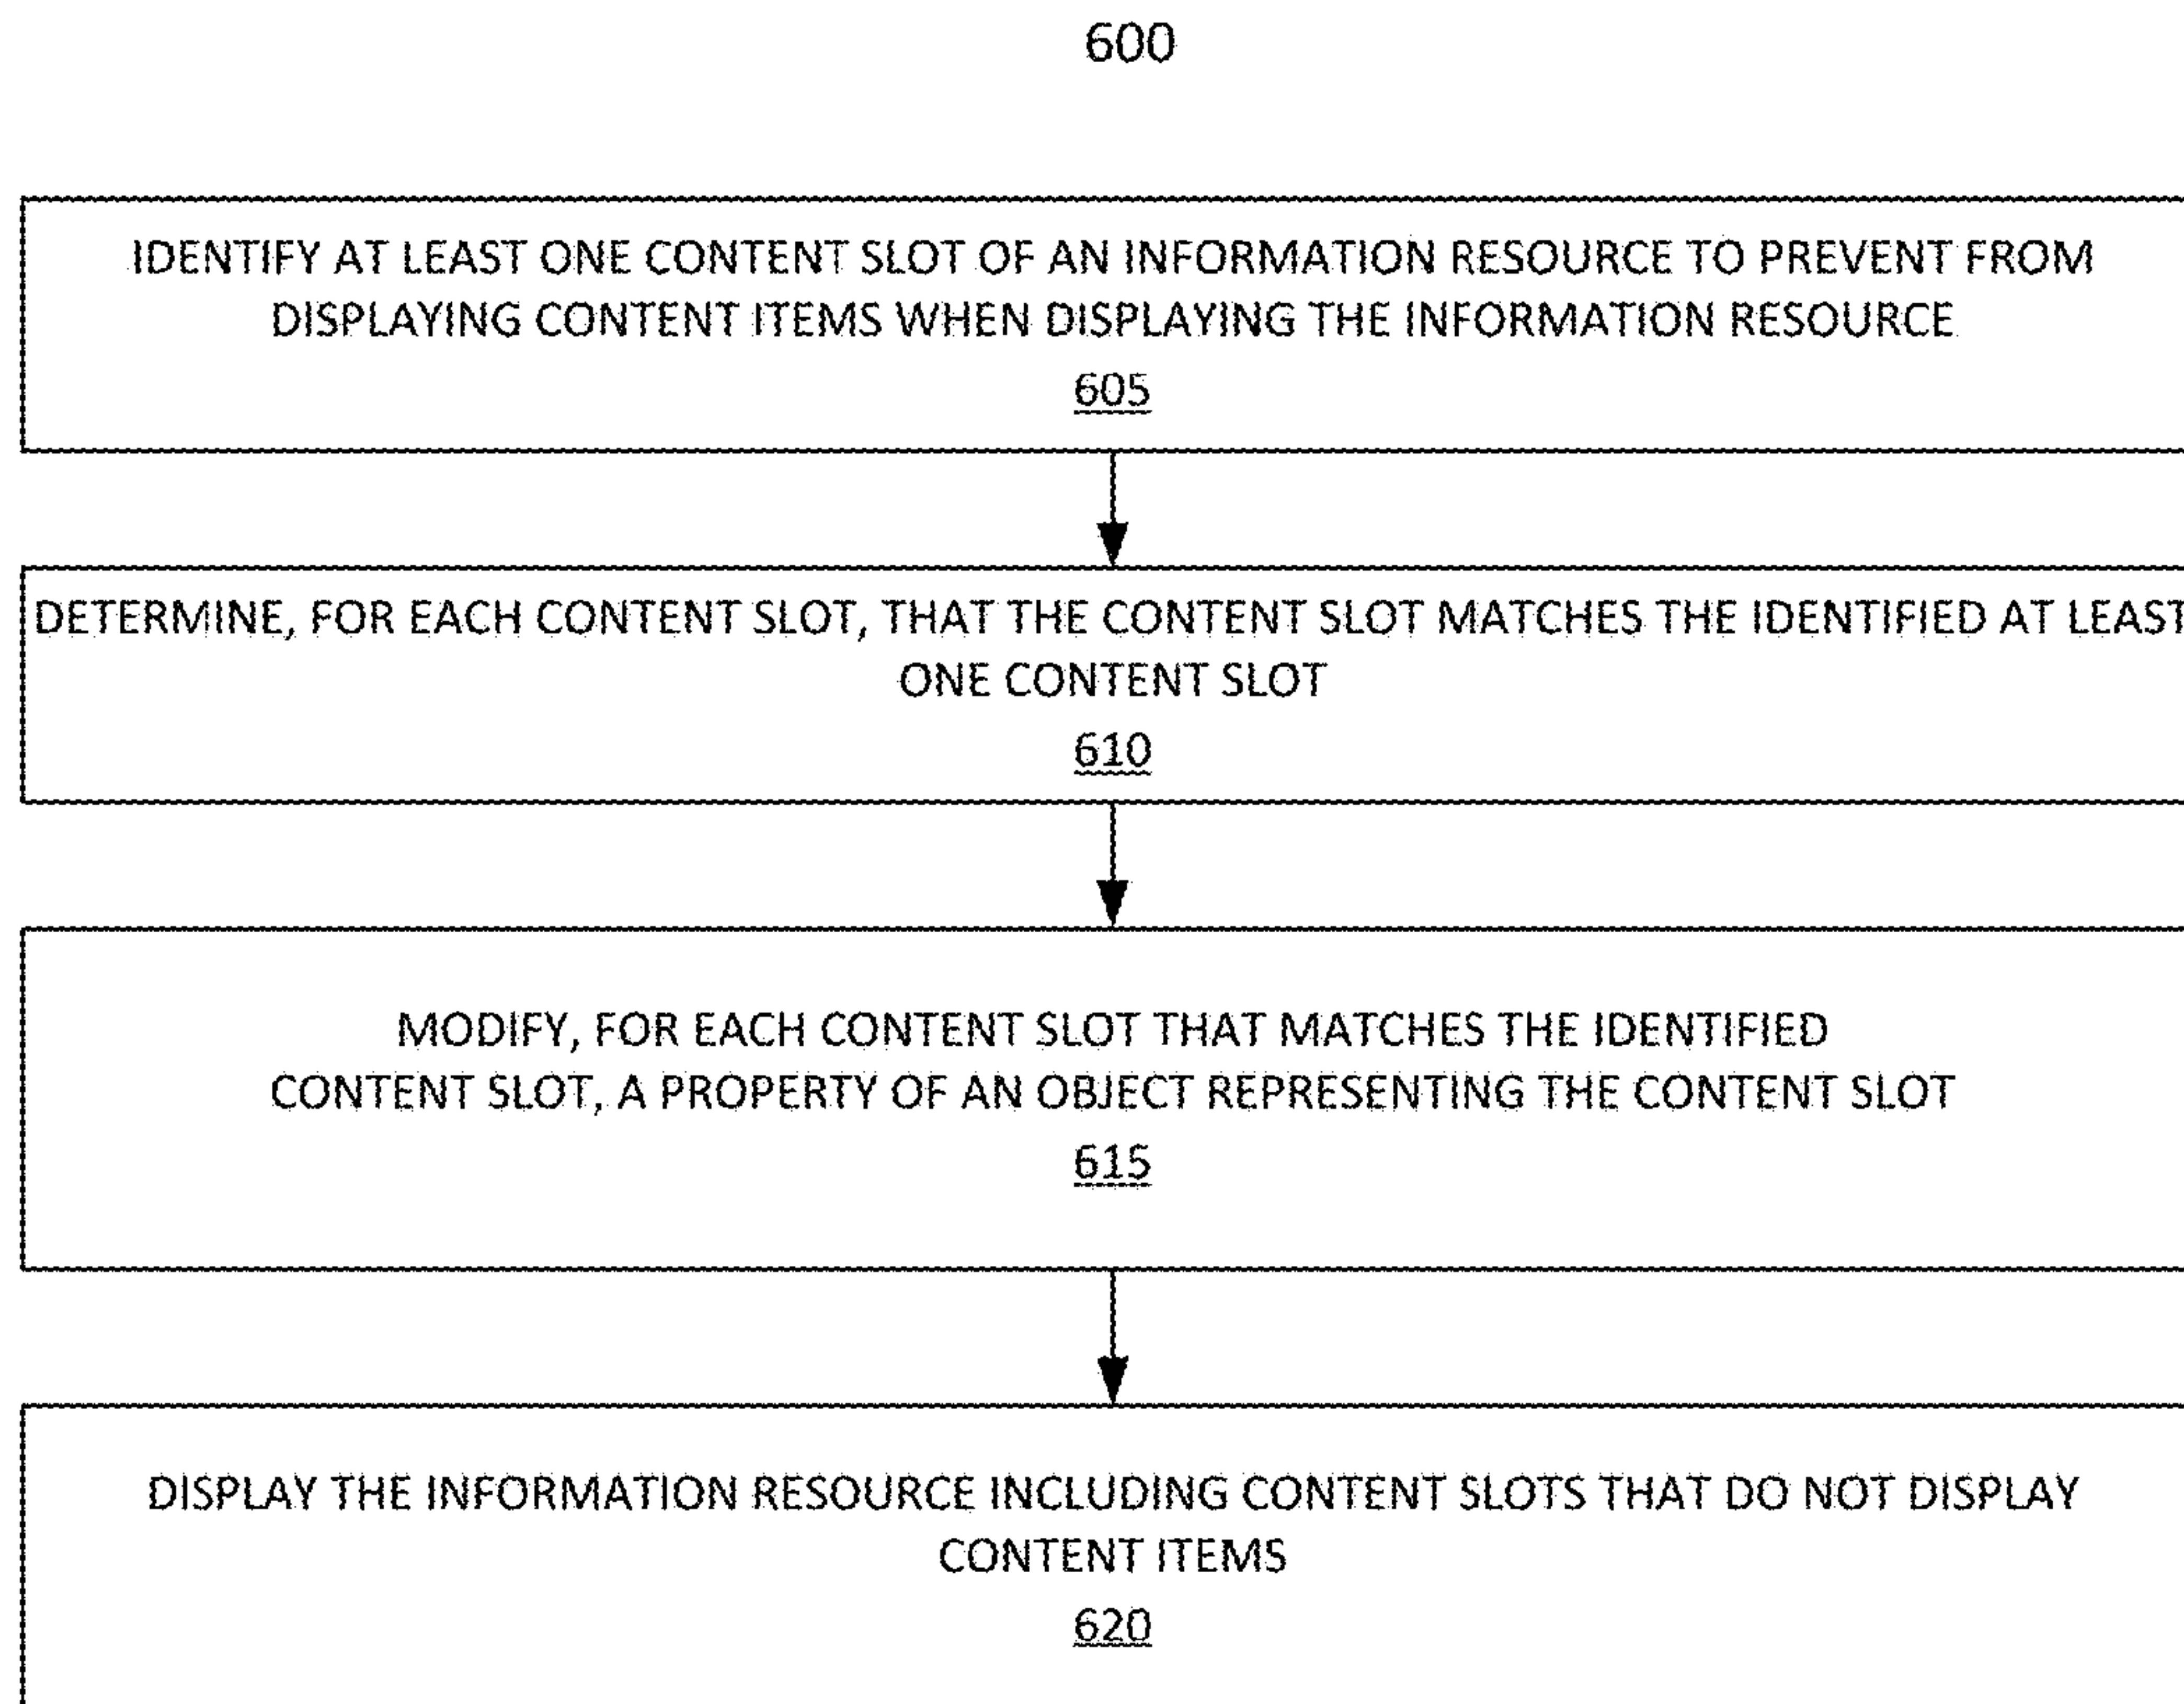 600
IDENTIFY AT LEAST ONE CONTENT SLOT OF AN INFORMATION RESOURCE TO PREVENT FROM
DISPLAYING CONTENT ITEMS WHEN DISPLAYING THE INFORMATION RESOURCE
605
DETERMINE, FOR EACH CONTENT SLOT, THAT THE CONTENT SLOT MATCHES THE IDENTIFIED AT LEAST
ONE CONTENT SLOT
610
MODIFY, FOR EACH CONTENT SLOT THAT MATCHES THE IDENTIFIED
CONTENT SLOT, A PROPERTY OF AN OBJECT REPRESENTING THE CONTENT SLOT
615
DISPLAY THE INFORMATION RESOURCE INCLUDING CONTENT SLOTS THAT DO NOT DISPLAY
CONTENT ITEMS
620